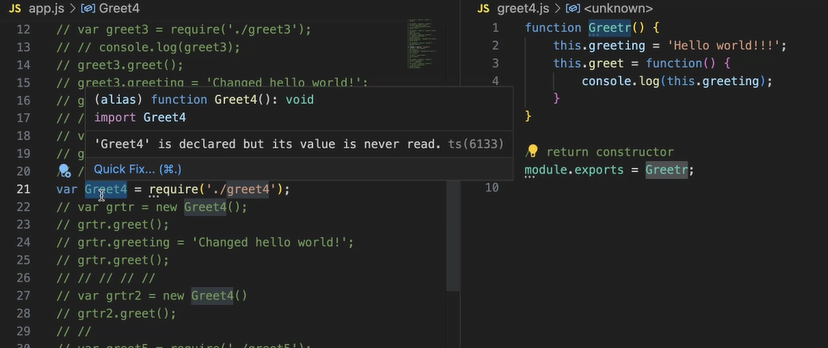 JS app.js > Greet4
12 // var greet3 = require('./greet3');
13 // // console.log(greet3);
14 // greet3.greet();
15 // greet3.greeting = 'Changed hello world!';
16 // g
17 //
18 // v
19 // g
20 // /
21 var Greet4 = require('./greet4');
22 // var grtr = new Greet4();
23 // grtr.greet();
24 // grtr.greeting = 'Changed hello world!';
25 // grtr.greet();
26 // // // // //
27 // var grtr2 = new Greet4()
28 // grtr2.greet();
29 // //
30 // var greet5 = require('./greet5');
(alias) function Greet4(): void
import Greet4
'Greet4' is declared but its value is never read. ts(6133)
Quick Fix... (⌘.)
JS greet4.js > <unknown>
1 function Greetr() {
2 this.greeting = 'Hello world!!!';
3 this.greet = function() {
4 console.log(this.greeting);
}
}
/ return constructor
module.exports = Greetr;
10